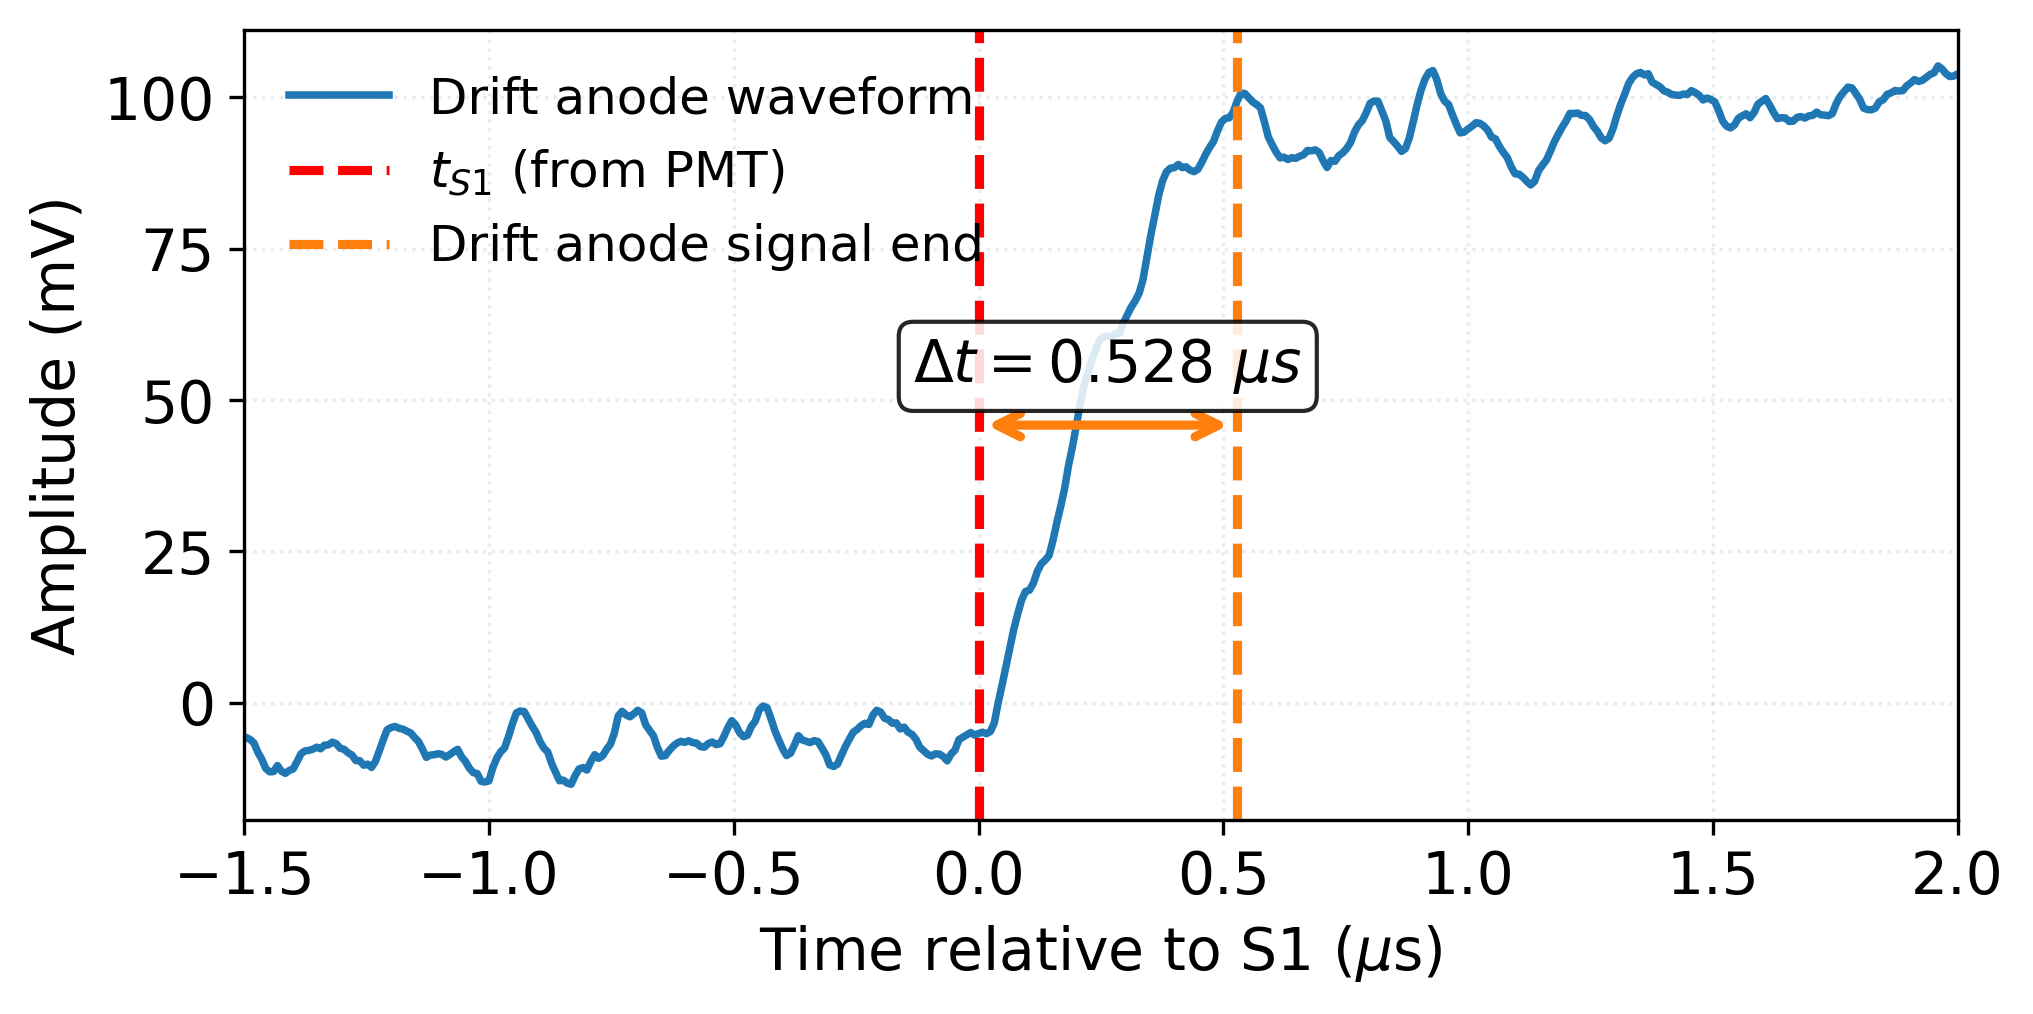 Drift anode waveform
t_{S1} (from PMT)
Drift anode signal end
Δt = 0.528 μs
Amplitude (mV)
100
75
50
25
0
−1.5
−1.0
−0.5
0.0
0.5
1.0
1.5
2.0
Time relative to S1 (μs)